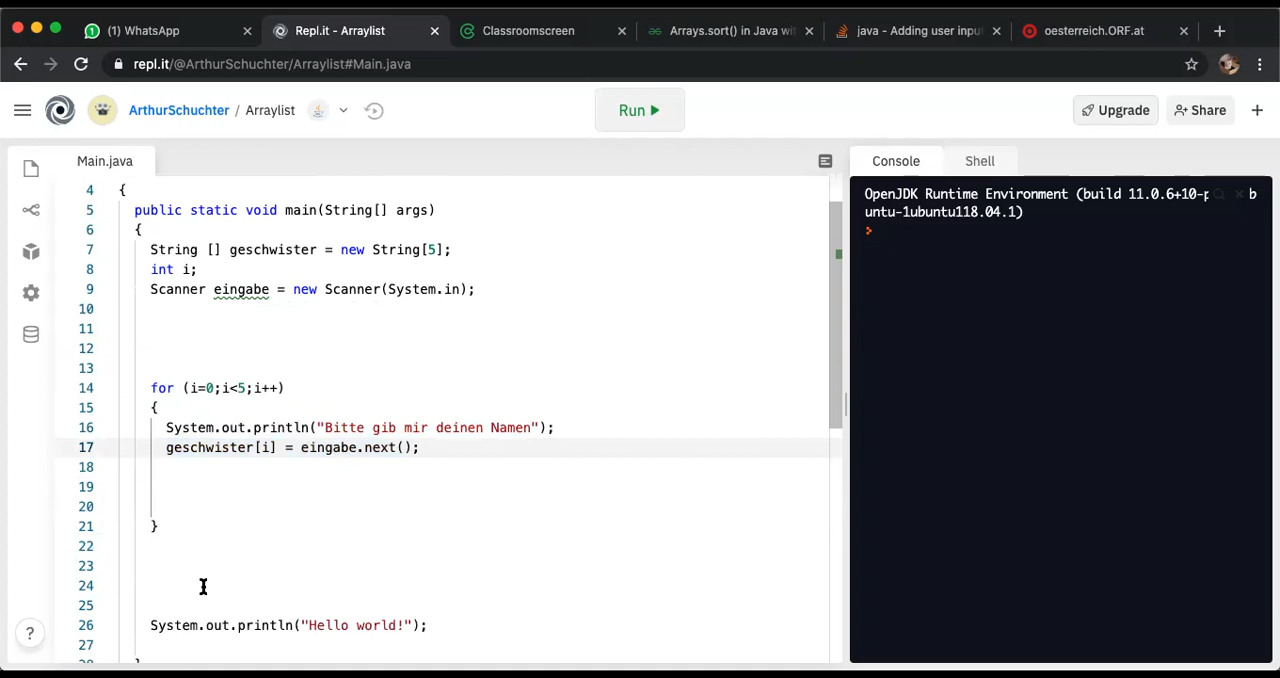 (1) WhatsApp
Repl.it - Arraylist
Classroomscreen
Arrays.sort() in Java wi
java - Adding user input
oesterreich.ORF.at
repl.it/@ArthurSchuchter/Arraylist#Main.java
ArthurSchuchter / Arraylist
Run
Upgrade
Share
Main.java
Console
Shell
4 {
5 public static void main(String[] args)
6 {
7 String [] geschwister = new String[5];
8 int i;
9 Scanner eingabe = new Scanner(System.in);
10
11
12
13
14 for (i=0;i<5;i++)
15 {
16 System.out.println("Bitte gib mir deinen Namen");
17 geschwister[i] = eingabe.next();
18
19
20
21 }
22
23
24
25
26 System.out.println("Hello world!");
27
28 }
OpenJDK Runtime Environment (build 11.0.6+10-p b
untu-1ubuntu118.04.1)
>
?